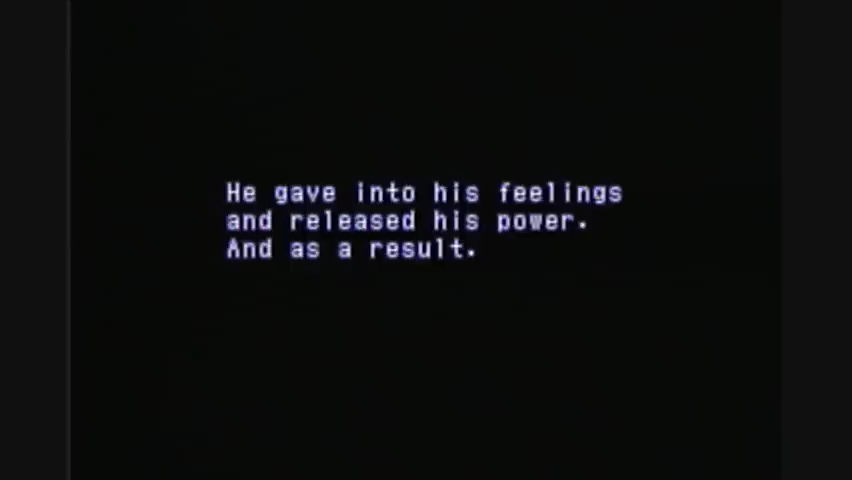 He gave into his feelings
and released his power.
And as a result.